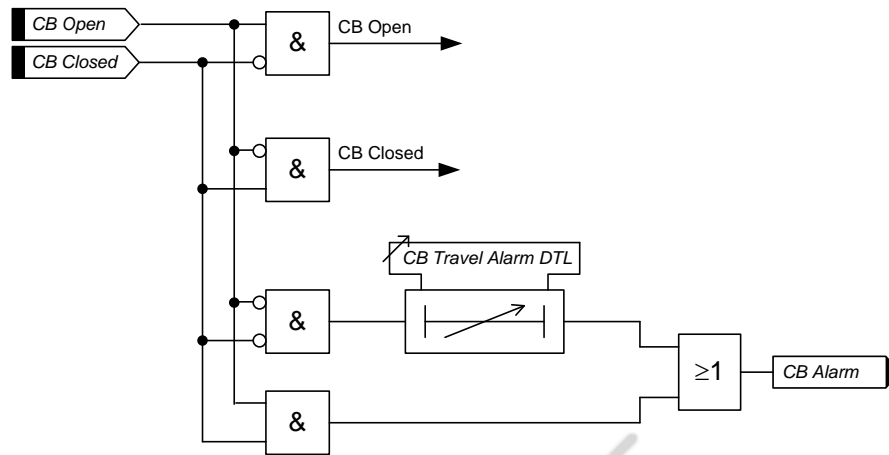 CB Open
CB Closed
&
CB Open
&
CB Closed
CB Travel Alarm DTL
&
&
≥1
CB Alarm